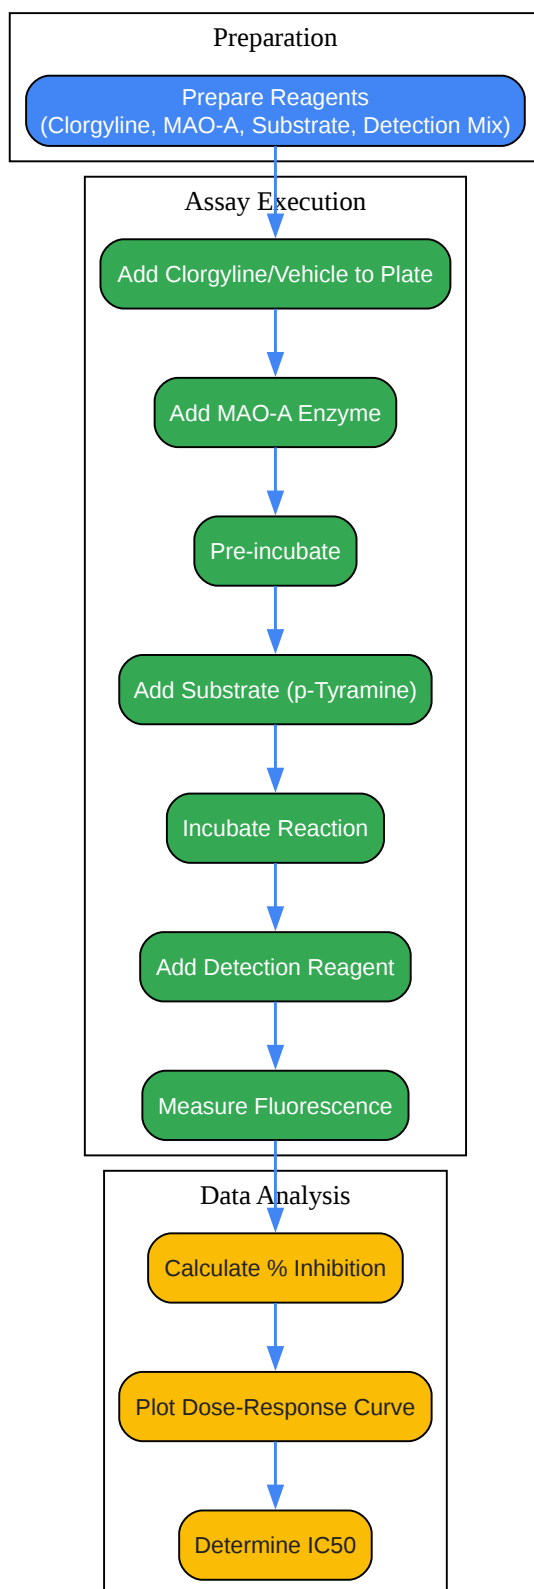 Preparation
Prepare Reagents
(Clorgyline, MAO-A, Substrate, Detection Mix)
Assay Execution
Add Clorgyline/Vehicle to Plate
Add MAO-A Enzyme
Pre-incubate
Add Substrate (p-Tyramine)
Incubate Reaction
Add Detection Reagent
Measure Fluorescence
Data Analysis
Calculate % Inhibition
Plot Dose-Response Curve
Determine IC50